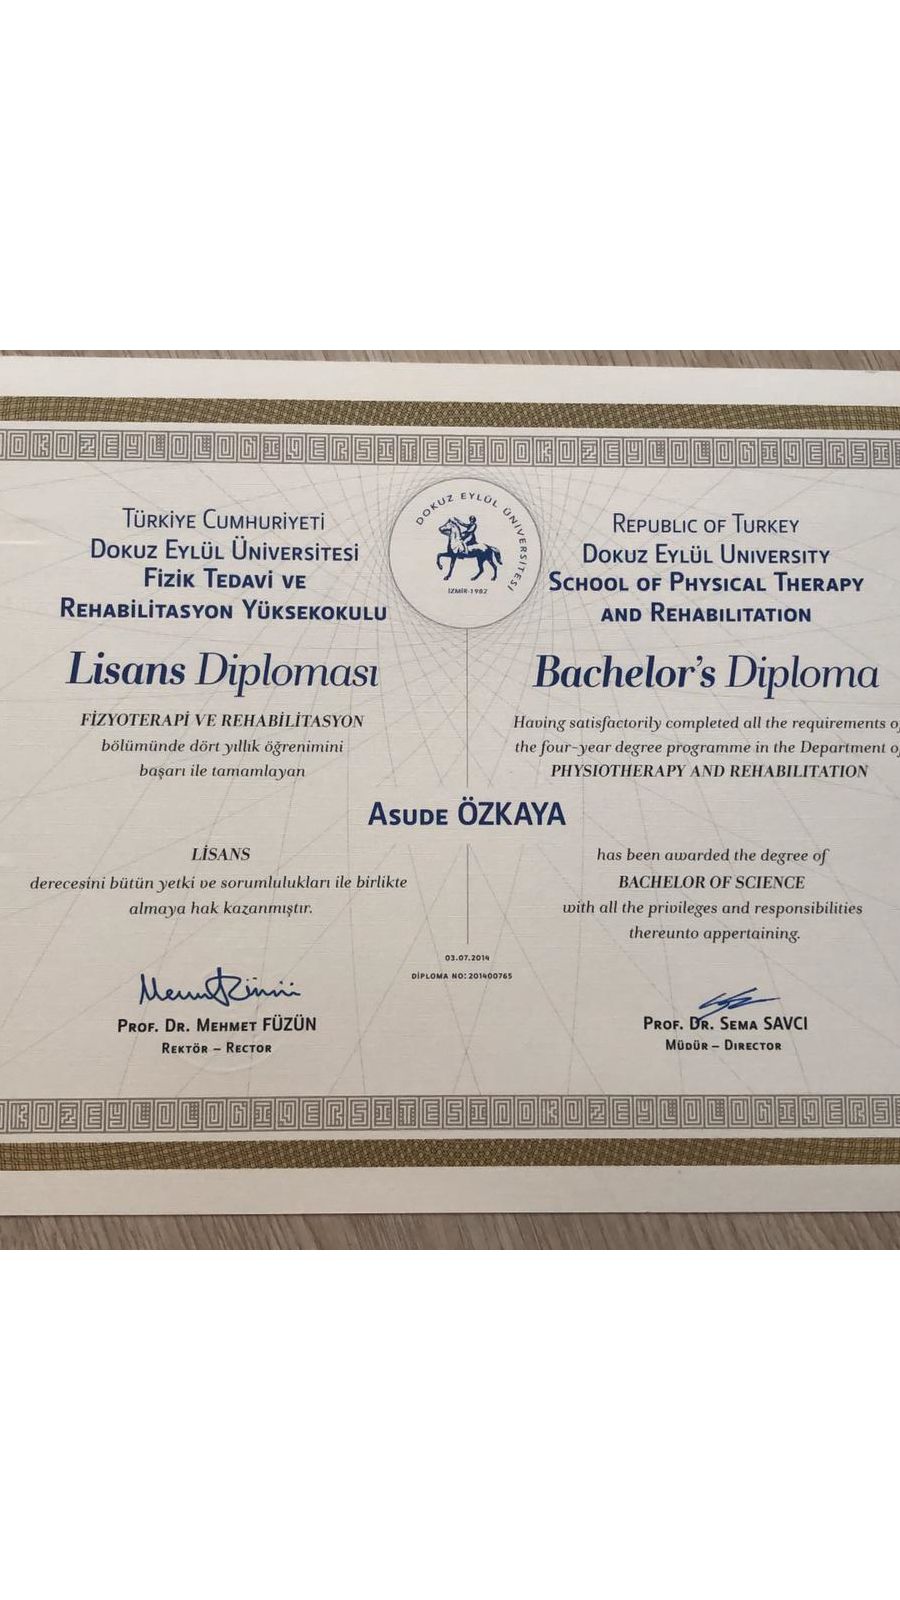 DOKUZ EYLÜL ÜNİVERSİTESİ
İZMİR-1982
TÜRKİYE CUMHURİYETİ
DOKUZ EYLÜL ÜNİVERSİTESİ
FİZİK TEDAVİ VE
REHABİLİTASYON YÜKSEKOKULU
Lisans Diploması
FİZYOTERAPİ VE REHABİLİTASYON
bölümünde dört yıllık öğrenimini
başarı ile tamamlayan
REPUBLIC OF TURKEY
DOKUZ EYLÜL UNIVERSITY
SCHOOL OF PHYSICAL THERAPY
AND REHABILITATION
Bachelor's Diploma
Having satisfactorily completed all the requirements o
the four-year degree programme in the Department o
PHYSIOTHERAPY AND REHABILITATION
ASUDE ÖZKAYA
LİSANS
derecesini bütün yetki ve sorumlulukları ile birlikte
almaya hak kazanmıştır.
has been awarded the degree of
BACHELOR OF SCIENCE
with all the privileges and responsibilities
thereunto appertaining.
03.07.2014
DİPLOMA NO: 201400765
PROF. DR. MEHMET FÜZÜN
REKTÖR – RECTOR
PROF. DR. SEMA SAVCI
MÜDÜR – DIRECTOR